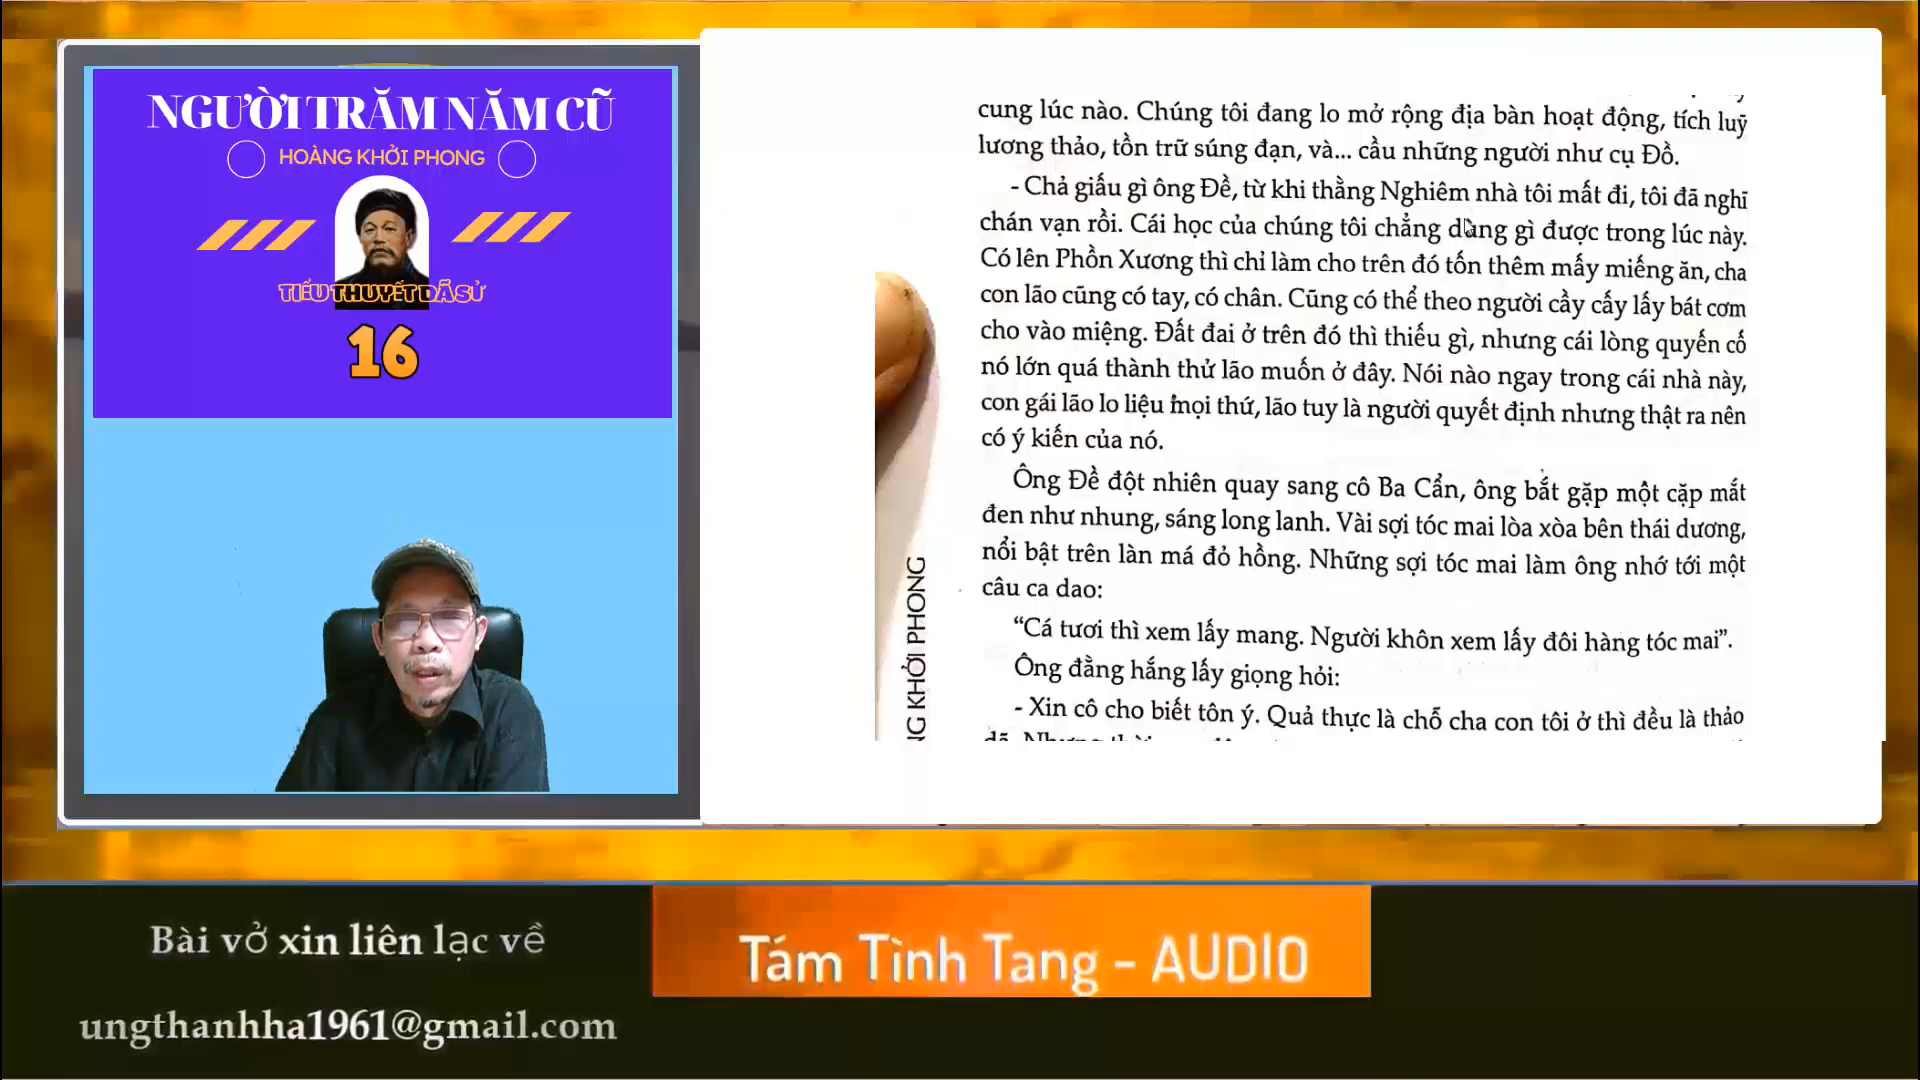 NGƯỜI TRĂM NĂM CŨ
HOÀNG KHỞI PHONG
TIỂU THUYẾT DÃ SỬ
16
cung lúc nào. Chúng tôi đang lo mở rộng địa bàn hoạt động, tích luỹ
lương thảo, tồn trữ súng đạn, và... cầu những người như cụ Đồ.
- Chả giấu gì ông Đề, từ khi thằng Nghiêm nhà tôi mất đi, tôi đã nghĩ
chán vạn rồi. Cái học của chúng tôi chẳng dùng gì được trong lúc này.
Có lên Phồn Xương thì chỉ làm cho trên đó tốn thêm mấy miếng ăn, cha
con lão cũng có tay, có chân. Cũng có thể theo người cầy cấy lấy bát cơm
cho vào miệng. Đất đai ở trên đó thì thiếu gì, nhưng cái lòng quyến cố
nó lớn quá thành thử lão muốn ở đây. Nói nào ngay trong cái nhà này,
con gái lão lo liệu mọi thứ, lão tuy là người quyết định nhưng thật ra nên
có ý kiến của nó.
Ông Đề đột nhiên quay sang cô Ba Cẩn, ông bắt gặp một cặp mắt
đen như nhung, sáng long lanh. Vài sợi tóc mai lòa xòa bên thái dương,
nổi bật trên làn má đỏ hồng. Những sợi tóc mai làm ông nhớ tới một
câu ca dao:
“Cá tươi thì xem lấy mang. Người khôn xem lấy đôi hàng tóc mai”.
Ông đằng hắng lấy giọng hỏi:
- Xin cô cho biết tôn ý. Quả thực là chỗ cha con tôi ở thì đều là thảo
NG KHỞI PHONG
Bài vở xin liên lạc về
ungthanhha1961@gmail.com
Tám Tình Tang - AUDIO